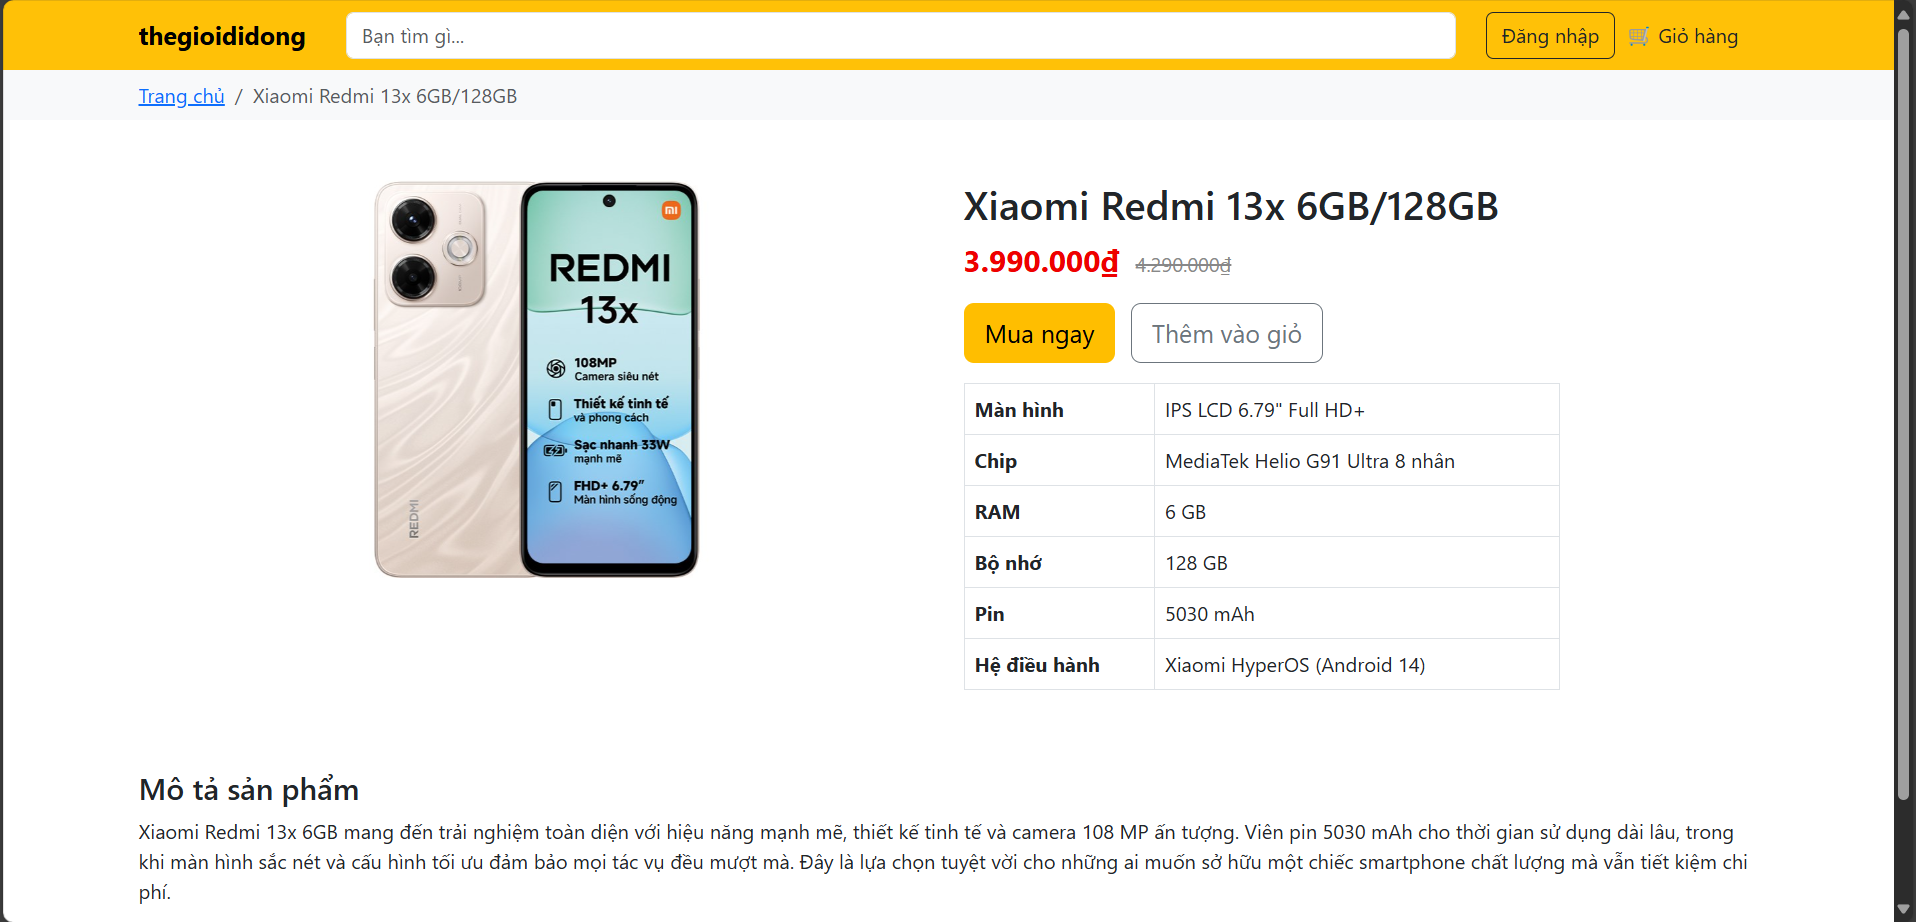 thegioididong
Bạn tìm gì...
Đăng nhập
Giỏ hàng
Trang chủ / Xiaomi Redmi 13x 6GB/128GB
REDMI
13x
108MP
Camera siêu nét
Thiết kế tinh tế
và phong cách
Sạc nhanh 33W
mạnh mẽ
FHD+ 6.79”
Màn hình sống động
REDMI
Xiaomi Redmi 13x 6GB/128GB
3.990.000₫ 4.290.000₫
Mua ngay
Thêm vào giỏ
Màn hình IPS LCD 6.79" Full HD+
Chip MediaTek Helio G91 Ultra 8 nhân
RAM 6 GB
Bộ nhớ 128 GB
Pin 5030 mAh
Hệ điều hành Xiaomi HyperOS (Android 14)
Mô tả sản phẩm
Xiaomi Redmi 13x 6GB mang đến trải nghiệm toàn diện với hiệu năng mạnh mẽ, thiết kế tinh tế và camera 108 MP ấn tượng. Viên pin 5030 mAh cho thời gian sử dụng dài lâu, trong
khi màn hình sắc nét và cấu hình tối ưu đảm bảo mọi tác vụ đều mượt mà. Đây là lựa chọn tuyệt vời cho những ai muốn sở hữu một chiếc smartphone chất lượng mà vẫn tiết kiệm chi
phí.